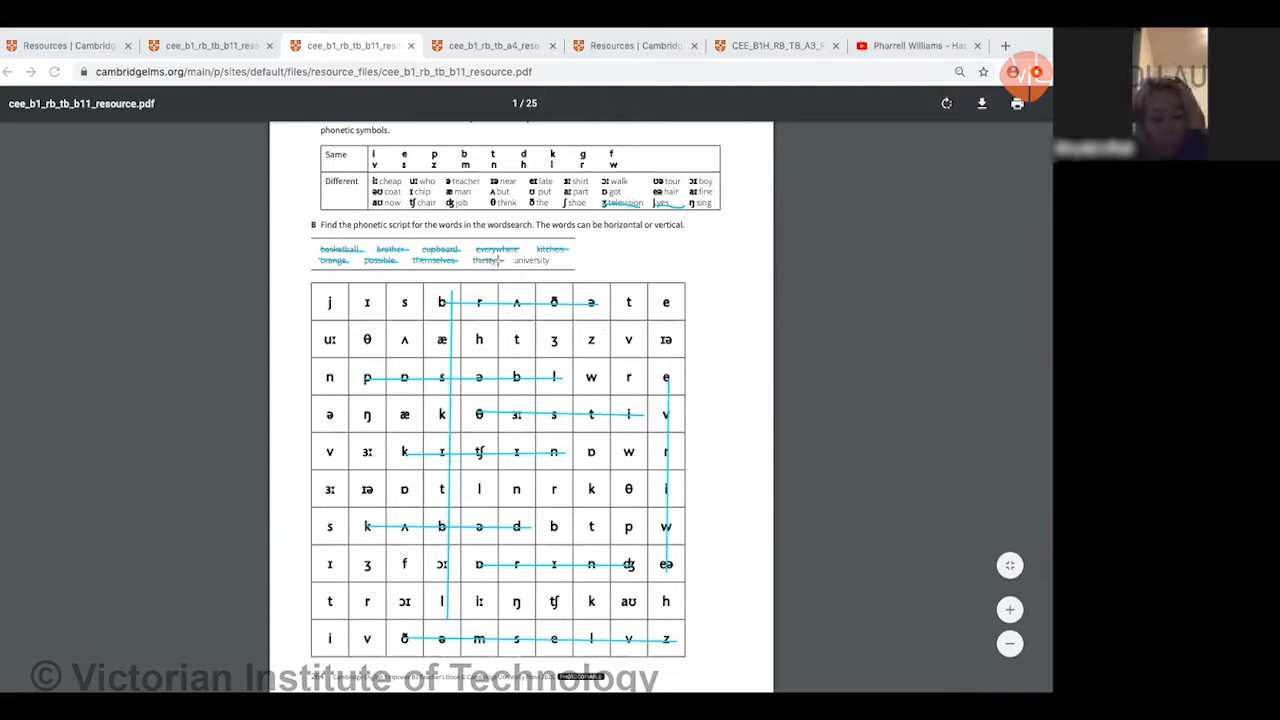 Resources | Cambridg
cee_b1_rb_tb_b11_reso
cee_b1_rb_tb_b11_reso
cee_b1_rb_tb_a4_resou
Resources | Cambridg
CEE_B1H_RB_TB_A3_R
Pharrell Williams - Ha
cambridgelms.org/main/p/sites/default/files/resource_files/cee_b1_rb_tb_b11_resource.pdf
cee_b1_rb_tb_b11_resource.pdf
1 / 25
phonetic symbols.
Same
l e p b t d k g f
v s z m n h l r w
Different
iː cheap uː who ə teacher ɪə near eɪ late ɜː shirt ɔː walk ʊə tour ɔɪ boy
əʊ coat ɪ chip æ man ʌ but ʊ put ɑː part ɒ got eə hair aɪ fine
aʊ now tʃ chair dʒ job θ think ð the ʃ shoe ʒ television j yes ŋ sing
B Find the phonetic script for the words in the wordsearch. The words can be horizontal or vertical.
basketball brother cupboard everywhere kitchen
orange possible themselves thirsty university
j ɪ s b r ʌ ð ə t e
uː θ ʌ æ h t ʒ z v ɪə
n p ɒ s ə b l w r e
ə ŋ æ k θ ɜː s t i v
v ɜː k ɪ tʃ ɪ n ɒ w r
ɜː ɪə ɒ t l n r k θ i
s k ʌ b ə d b t p w
ɪ ʒ f ɔː ɒ r ɪ n dʒ eə
t r ɔː l iː ŋ tʃ k aʊ h
i v ð ə m s e l v z
264
PHOTOCOPIABLE
© Victorian Institute of Technology